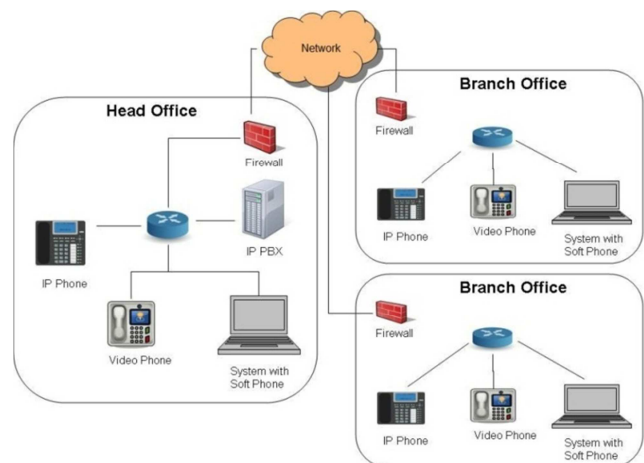 Network
Head Office
Firewall
IP PBX
IP Phone
Video Phone
System with
Soft Phone
Branch Office
Firewall
IP Phone
Video Phone
System with
Soft Phone
Branch Office
Firewall
IP Phone
Video Phone
System with
Soft Phone